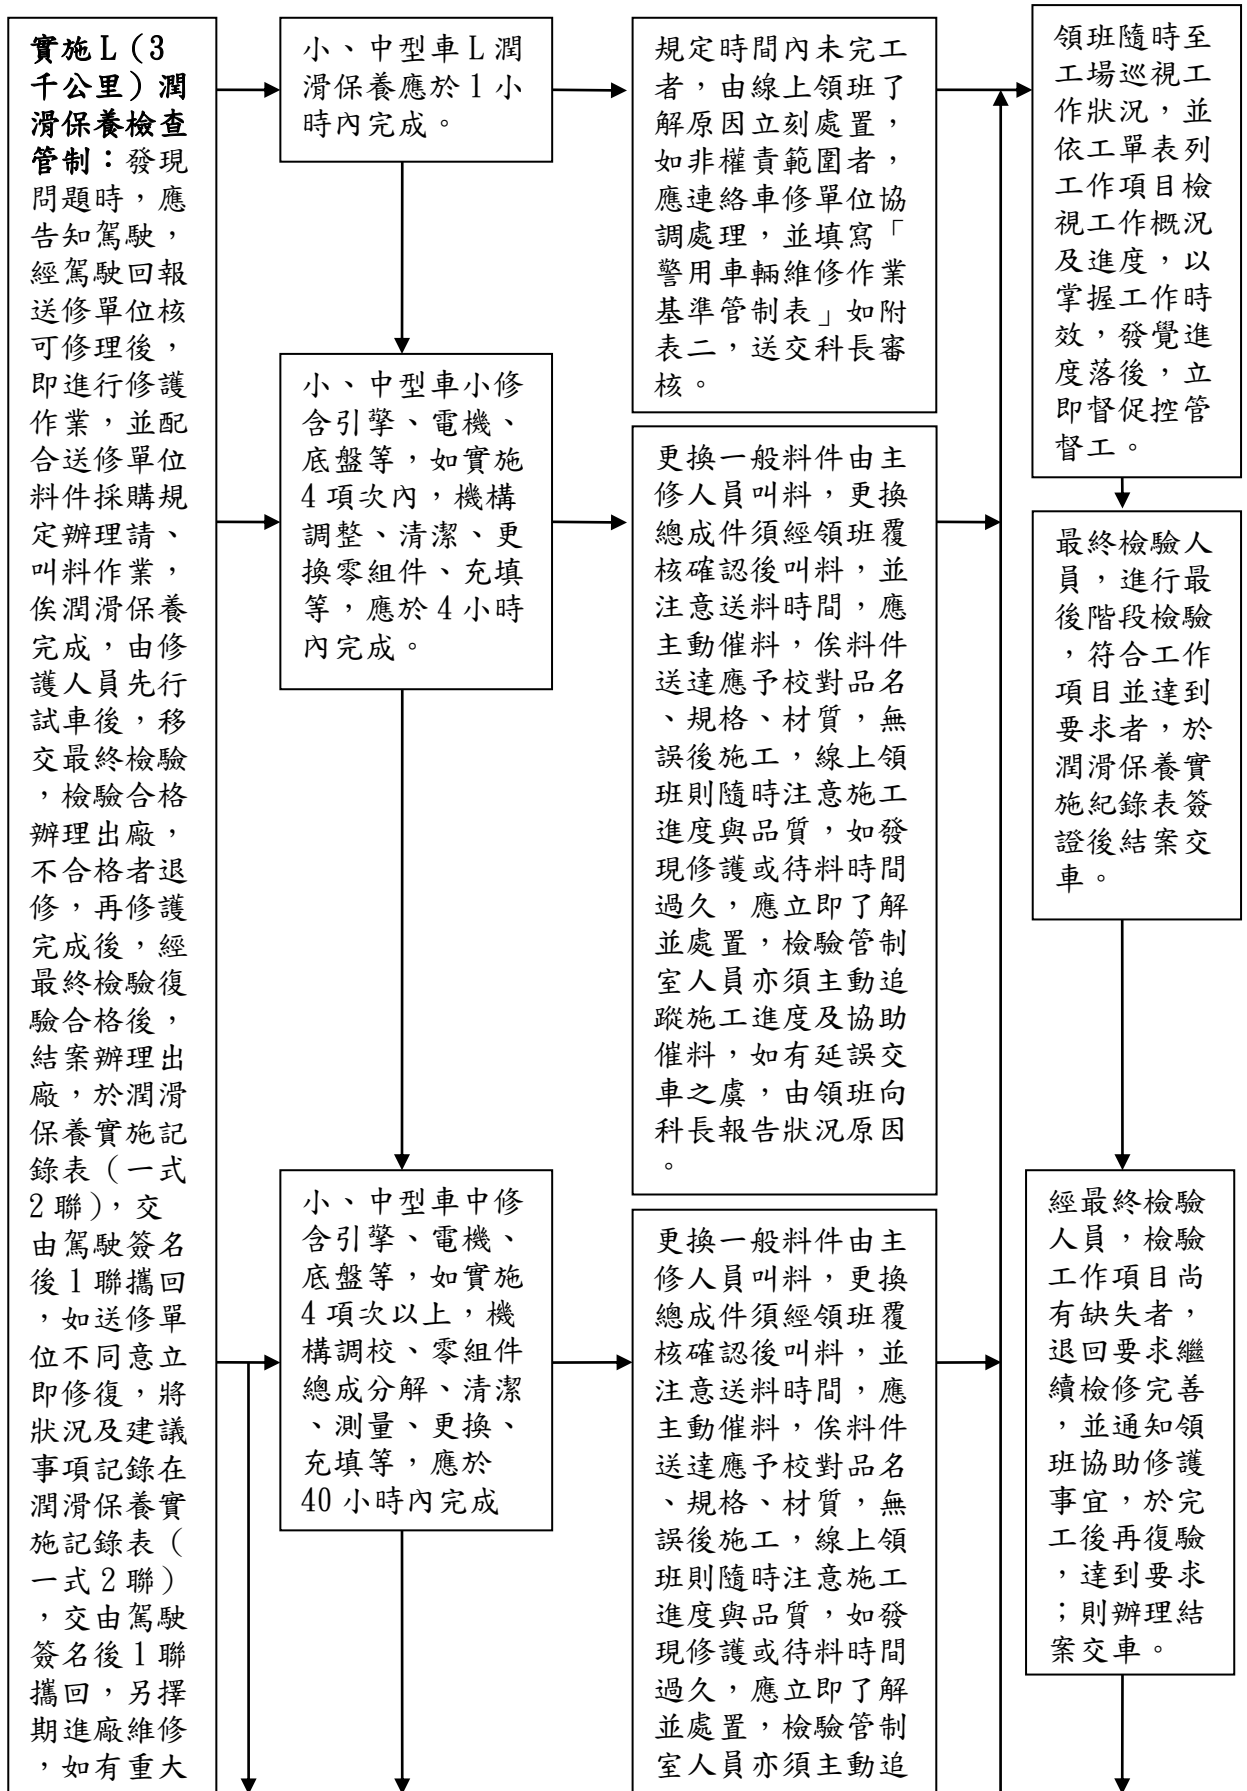 實施L（3
千公里）潤
滑保養檢查
管制：發現
問題時，應
告知駕駛，
經駕駛回報
送修單位核
可修理後，
即進行修護
作業，並配
合送修單位
料件採購規
定辦理請、
叫料作業，
俟潤滑保養
完成，由修
護人員先行
試車後，移
交最終檢驗
，檢驗合格
辦理出廠，
不合格者退
修，再修護
完成後，經
最終檢驗復
驗合格後，
結案辦理出
廠，於潤滑
保養實施記
錄表（一式
2聯），交
由駕駛簽名
後1聯攜回
，如送修單
位不同意立
即修復，將
狀況及建議
事項記錄在
潤滑保養實
施記錄表（
一式2聯）
，交由駕駛
簽名後1聯
攜回，另擇
期進廠維修
，如有重大
小、中型車L潤
滑保養應於1小
時內完成。
小、中型車小修
含引擎、電機、
底盤等，如實施
4項次內，機構
調整、清潔、更
換零組件、充填
等，應於4小時
內完成。
小、中型車中修
含引擎、電機、
底盤等，如實施
4項次以上，機
構調校、零組件
總成分解、清潔
、測量、更換、
充填等，應於
40小時內完成
規定時間內未完工
者，由線上領班了
解原因立刻處置，
如非權責範圍者，
應連絡車修單位協
調處理，並填寫「
警用車輛維修作業
基準管制表」如附
表二，送交科長審
核。
更換一般料件由主
修人員叫料，更換
總成件須經領班覆
核確認後叫料，並
注意送料時間，應
主動催料，俟料件
送達應予校對品名
、規格、材質，無
誤後施工，線上領
班則隨時注意施工
進度與品質，如發
現修護或待料時間
過久，應立即了解
並處置，檢驗管制
室人員亦須主動追
蹤施工進度及協助
催料，如有延誤交
車之虞，由領班向
科長報告狀況原因
。
更換一般料件由主
修人員叫料，更換
總成件須經領班覆
核確認後叫料，並
注意送料時間，應
主動催料，俟料件
送達應予校對品名
、規格、材質，無
誤後施工，線上領
班則隨時注意施工
進度與品質，如發
現修護或待料時間
過久，應立即了解
並處置，檢驗管制
室人員亦須主動追
領班隨時至
工場巡視工
作狀況，並
依工單表列
工作項目檢
視工作概況
及進度，以
掌握工作時
效，發覺進
度落後，立
即督促控管
督工。
最終檢驗人
員，進行最
後階段檢驗
，符合工作
項目並達到
要求者，於
潤滑保養實
施紀錄表簽
證後結案交
車。
經最終檢驗
人員，檢驗
工作項目尚
有缺失者，
退回要求繼
續檢修完善
，並通知領
班協助修護
事宜，於完
工後再復驗
，達到要求
；則辦理結
案交車。